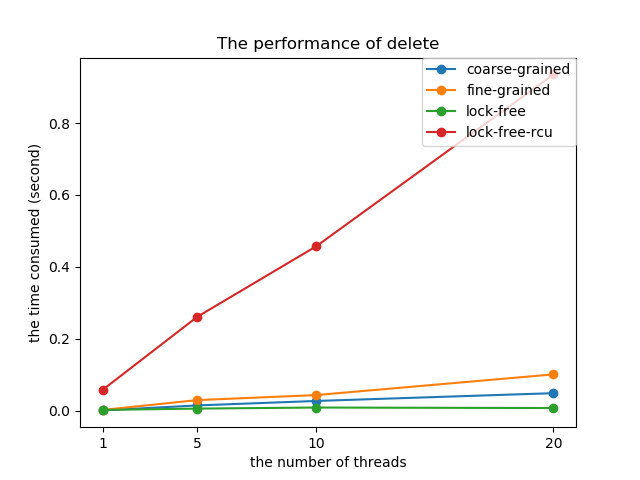 The performance of delete
coarse-grained
fine-grained
lock-free
lock-free-rcu
the time consumed (second)
0.8
0.6
0.4
0.2
0.0
1 5 10 20
the number of threads